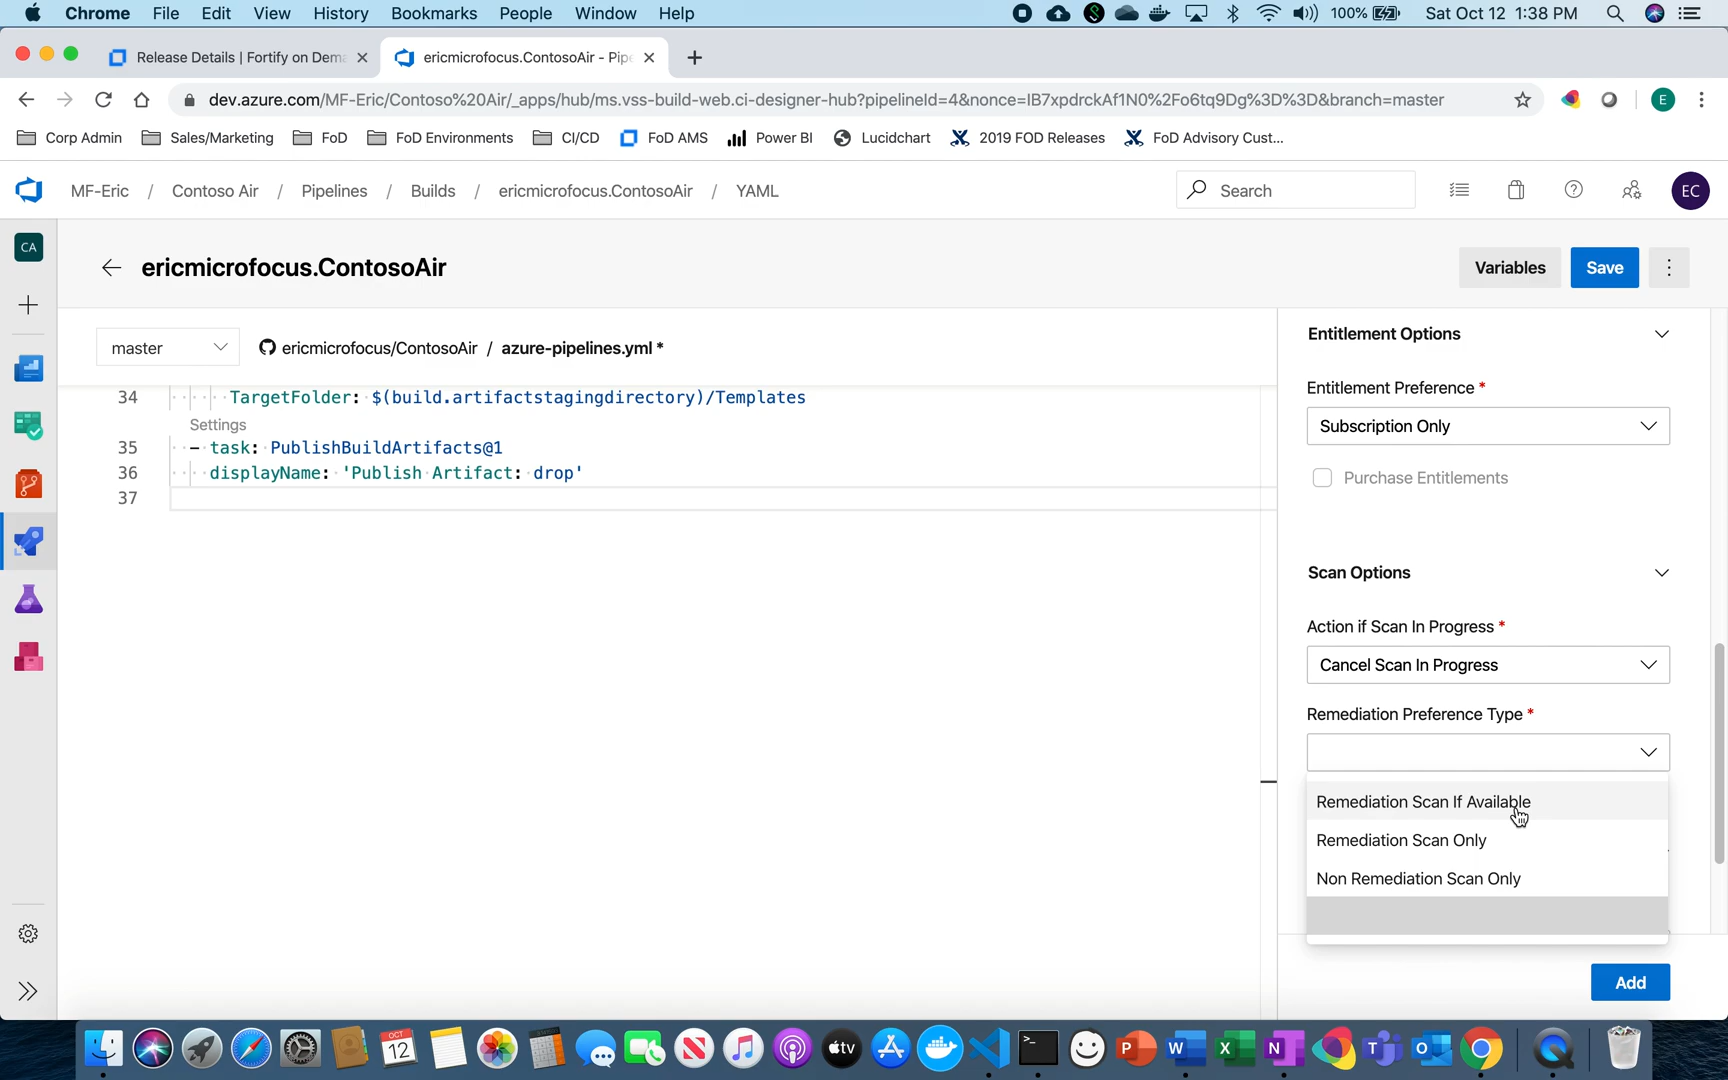 Chrome File Edit View History Bookmarks People Window Help 100% Sat Oct 12 1:38 PM
Release Details | Fortify on Dema
ericmicrofocus.ContosoAir - Pipe
dev.azure.com/MF-Eric/Contoso%20Air/_apps/hub/ms.vss-build-web.ci-designer-hub?pipelineId=4&nonce=IB7xpdrckAf1N0%2Fo6tq9Dg%3D%3D&branch=master
E
Corp Admin Sales/Marketing FoD FoD Environments CI/CD FoD AMS Power BI Lucidchart 2019 FOD Releases FoD Advisory Cust...
MF-Eric / Contoso Air / Pipelines / Builds / ericmicrofocus.ContosoAir / YAML
Search
EC
CA
ericmicrofocus.ContosoAir
Variables
Save
master
ericmicrofocus/ContosoAir / azure-pipelines.yml *
34 TargetFolder: $(build.artifactstagingdirectory)/Templates
Settings
35 - task: PublishBuildArtifacts@1
36 displayName: 'Publish Artifact: drop'
37
Entitlement Options
Entitlement Preference *
Subscription Only
Purchase Entitlements
Scan Options
Action if Scan In Progress *
Cancel Scan In Progress
Remediation Preference Type *
Remediation Scan If Available
Remediation Scan Only
Non Remediation Scan Only
Add
OCT
12
tv
P W X N T O